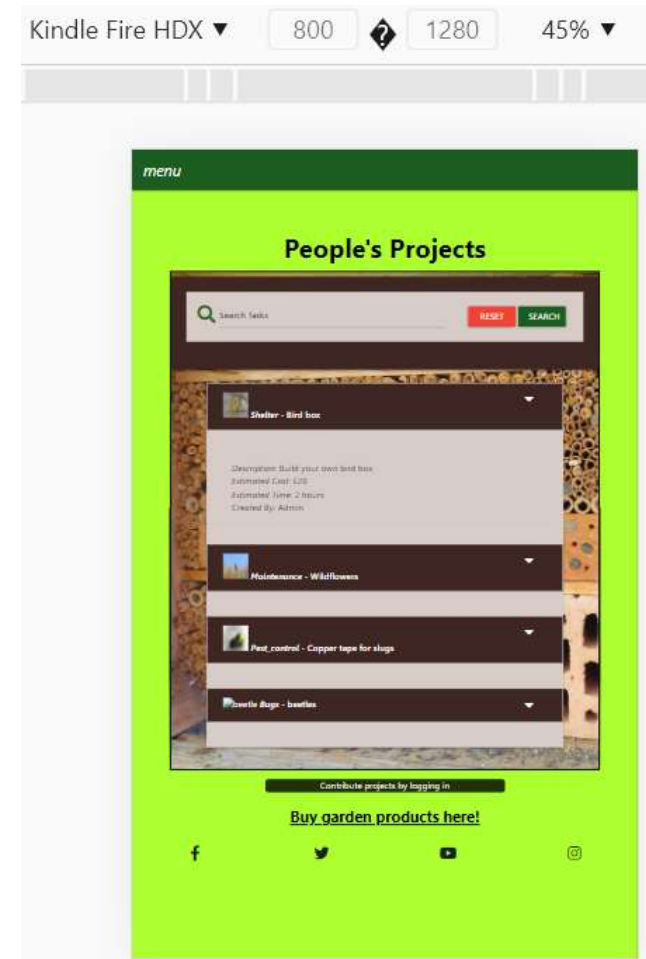 Kindle Fire HDX ▼ 800 � 1280 45% ▼
menu
People's Projects
Search Tasks RESET SEARCH
Shelter - Bird box
Description: Build your own bird box
Estimated Cost: £20
Estimated Time: 2 hours
Created By: Admin
Maintenance - Wildflowers
Pest_control - Copper tape for slugs
beetle Bugs - beetles
Contribute projects by logging in
Buy garden products here!